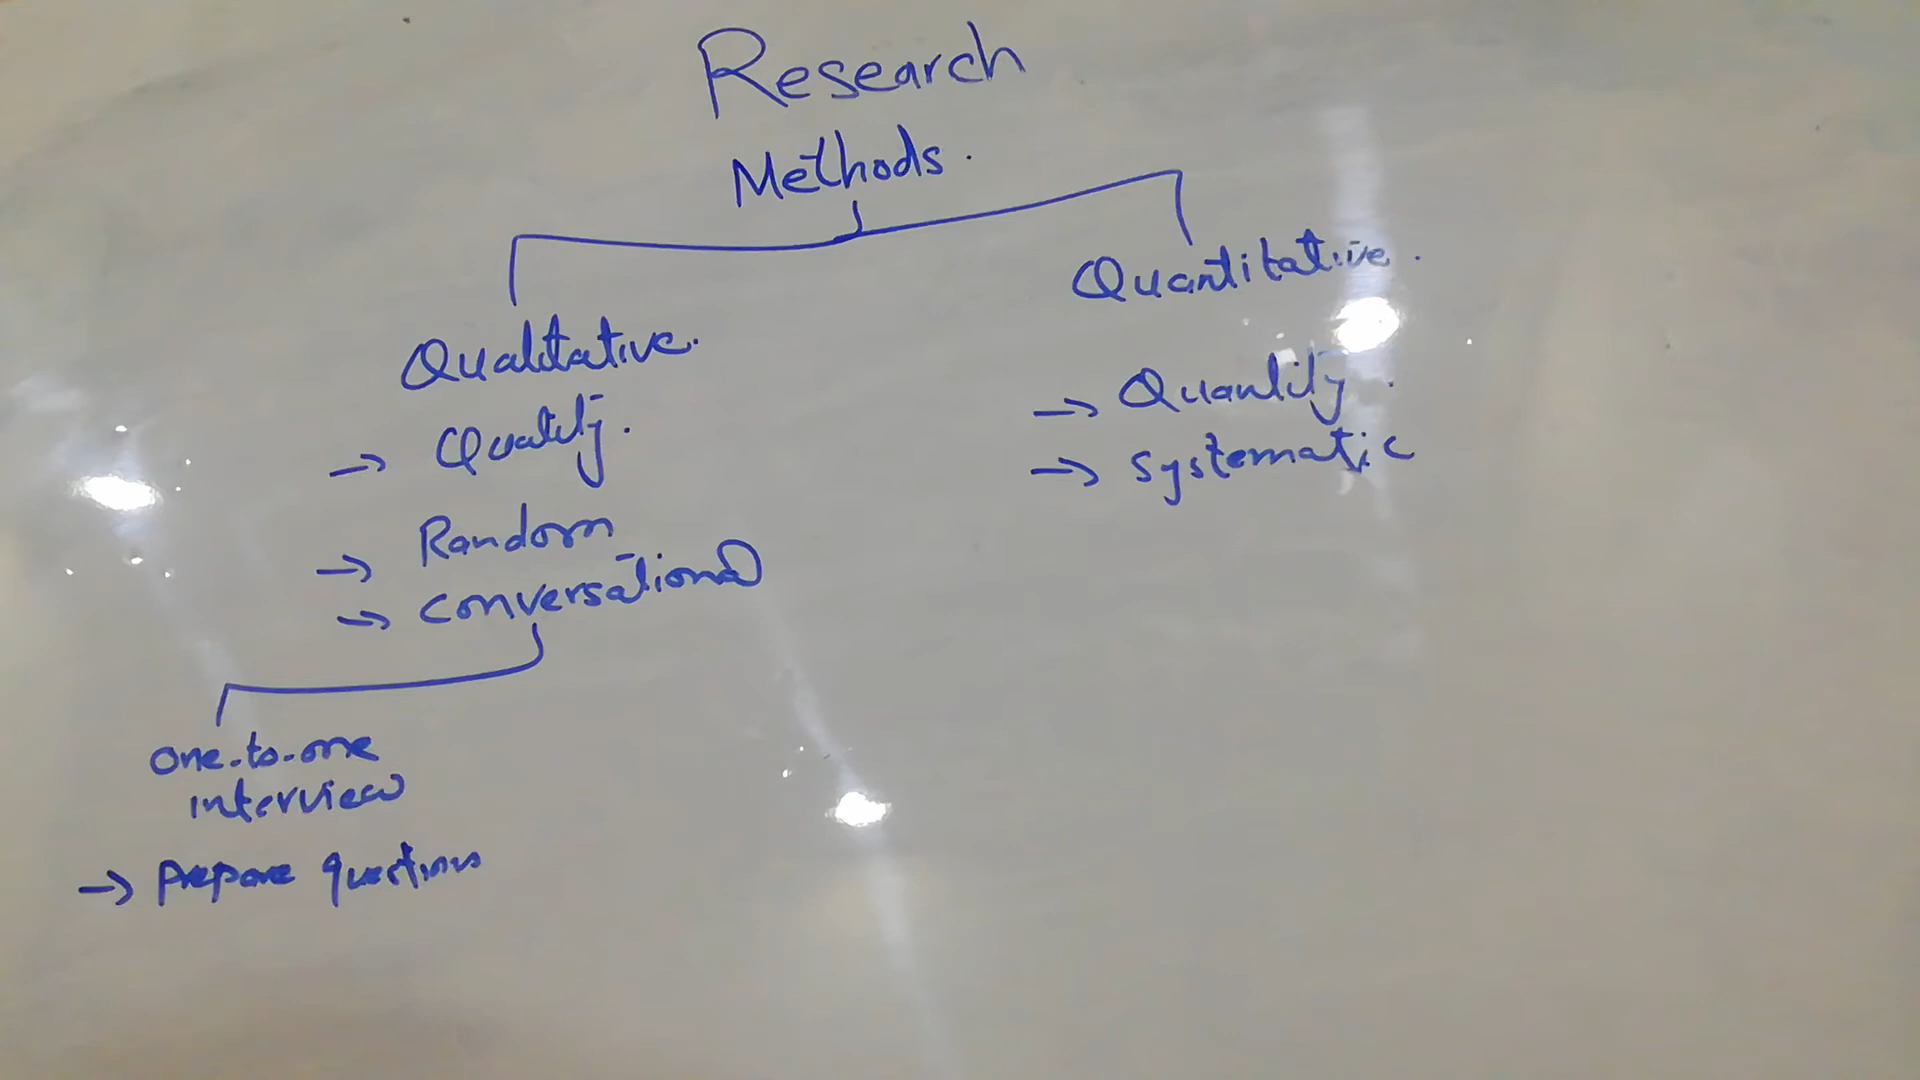 Research
Methods.
Qualitative.
→ Quality.
→ Random
→ Conversational
One-to-one
interview
→ Prepare questions
Quantitative.
→ Quantity.
→ Systematic